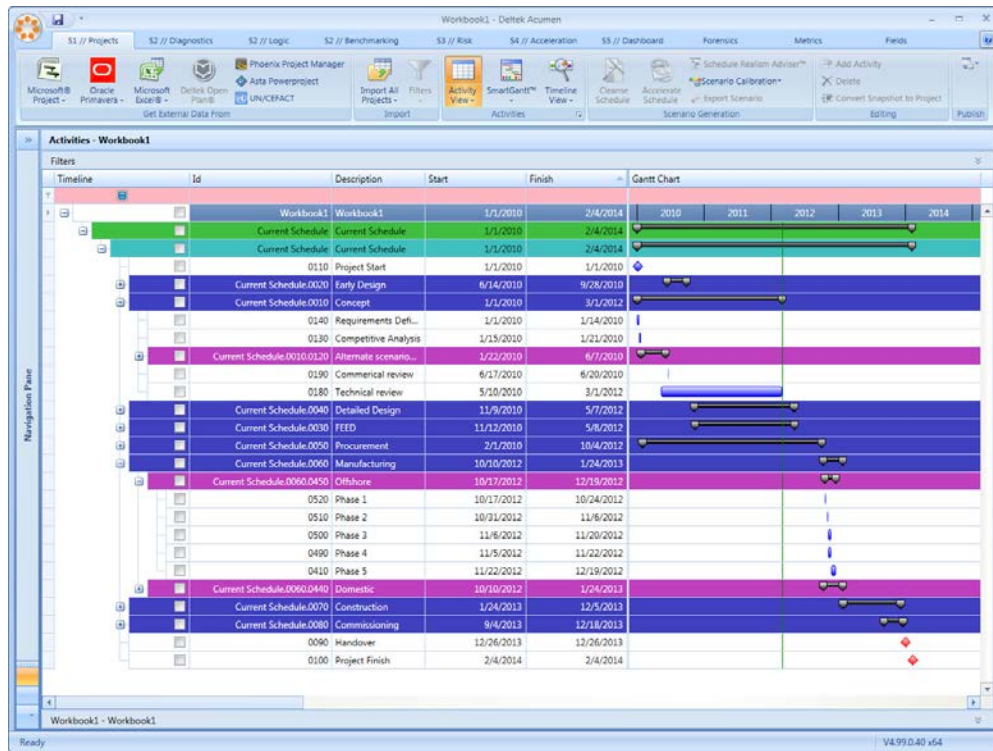 Workbook1 - Deltek Acumen
S1 // Projects S2 // Diagnostics S2 // Logic S2 // Benchmarking S3 // Risk S4 // Acceleration S5 // Dashboard Forensics Metrics Fields
Microsoft® Project Oracle Primavera Microsoft Excel® Deltek Open Plan® Phoenix Project Manager Import All Projects Filters Activity View SmartGantt™ Timeline View Cleanse Schedule Accelerate Schedule Schedule Realism Adviser™ Add Activity
Asta Powerproject Scenario Calibration Delete
UN/CEFACT Export Scenario Convert Snapshot to Project
Get External Data From Import Activities Scenario Generation Editing Publish
Activities - Workbook1
Filters
Timeline Id Description Start Finish Gantt Chart
Workbook1 Workbook1 1/1/2010 2/4/2014 2010 2011 2012 2013 2014
Current Schedule Current Schedule 1/1/2010 2/4/2014
Current Schedule Current Schedule 1/1/2010 2/4/2014
0110 Project Start 1/1/2010 1/1/2010
Current Schedule.0020 Early Design 6/14/2010 9/28/2010
Current Schedule.0010 Concept 1/1/2010 3/1/2012
0140 Requirements Defi... 1/1/2010 1/14/2010
0130 Competitive Analysis 1/15/2010 1/21/2010
Current Schedule.0010.0120 Alternate scenario... 1/22/2010 6/7/2010
0190 Commerical review 6/17/2010 6/20/2010
0180 Technical review 5/10/2010 3/1/2012
Current Schedule.0040 Detailed Design 11/9/2010 5/7/2012
Current Schedule.0030 FEED 11/12/2010 5/8/2012
Current Schedule.0050 Procurement 2/1/2010 10/4/2012
Current Schedule.0060 Manufacturing 10/10/2012 1/24/2013
Current Schedule.0060.0450 Offshore 10/17/2012 12/19/2012
0520 Phase 1 10/17/2012 10/24/2012
0510 Phase 2 10/31/2012 11/6/2012
0500 Phase 3 11/6/2012 11/20/2012
0490 Phase 4 11/5/2012 11/22/2012
0410 Phase 5 11/22/2012 12/19/2012
Current Schedule.0060.0440 Domestic 10/10/2012 1/24/2013
Current Schedule.0070 Construction 1/24/2013 12/5/2013
Current Schedule.0080 Commissioning 9/4/2013 12/18/2013
0090 Handover 12/26/2013 12/26/2013
0100 Project Finish 2/4/2014 2/4/2014
Navigation Pane
Workbook1 - Workbook1
Ready V4.99.0.40 x64